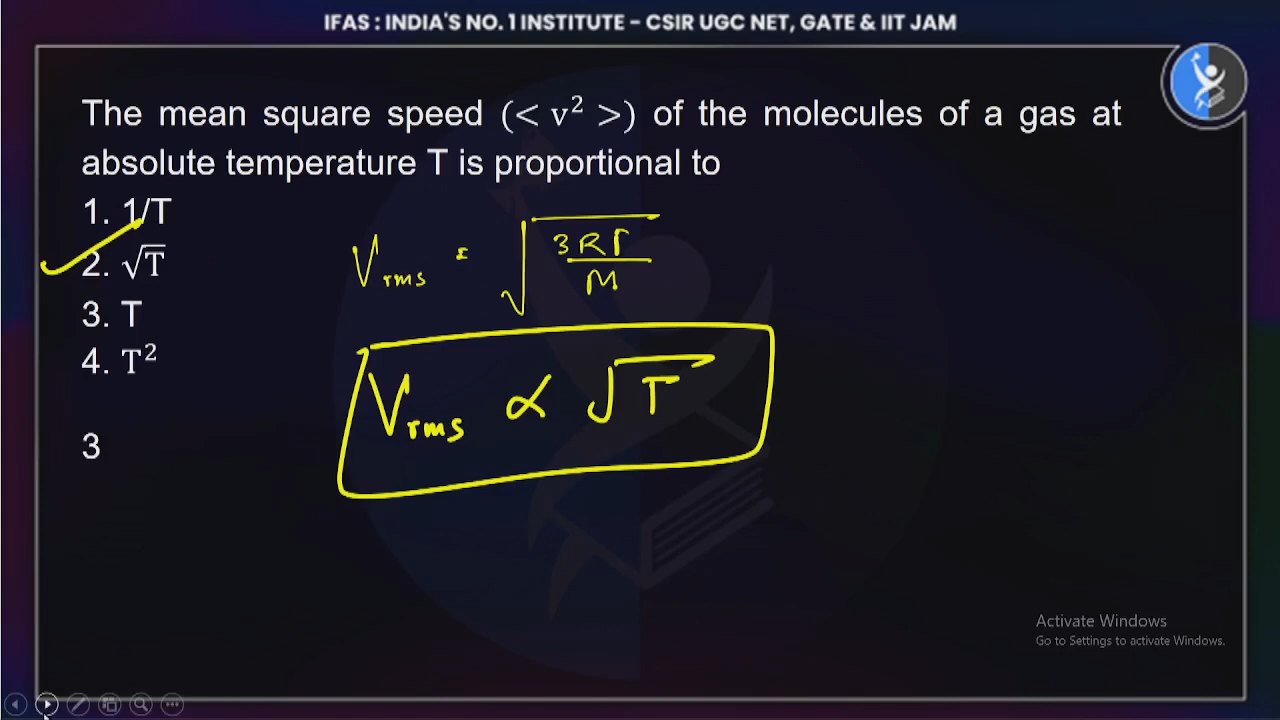 IFAS : INDIA'S NO. 1 INSTITUTE – CSIR UGC NET, GATE & IIT JAM
The mean square speed (< v² >) of the molecules of a gas at
absolute temperature T is proportional to
1. 1/T
2. √T
3. T
4. T²
3
Vrms = √(3RT/M)
Vrms ∝ √T
Activate Windows
Go to Settings to activate Windows.